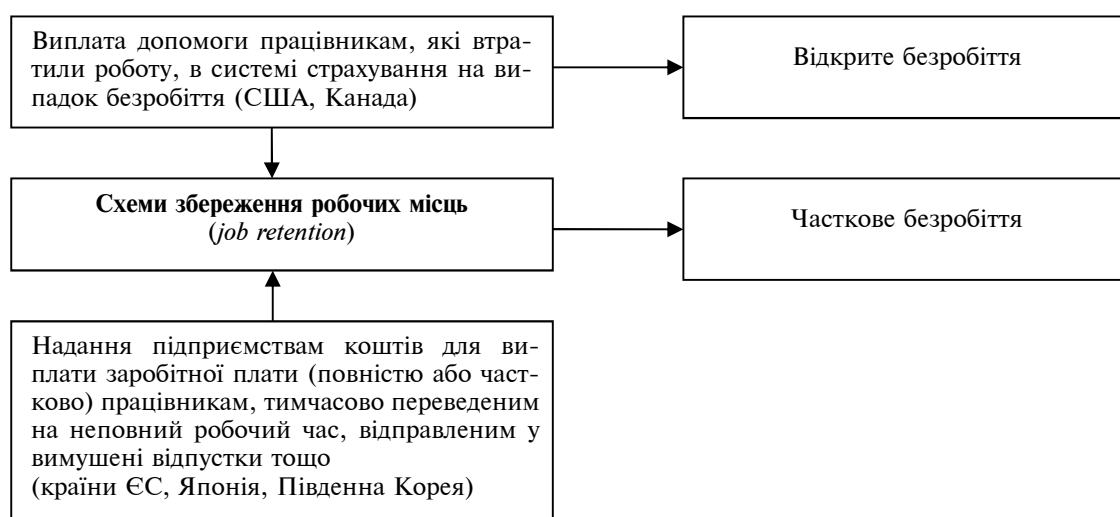 Виплата допомоги працівникам, які втра-
тили роботу, в системі страхування на ви-
падок безробіття (США, Канада)
Відкрите безробіття
Схеми збереження робочих місць
(job retention)
Часткове безробіття
Надання підприємствам коштів для ви-
плати заробітної плати (повністю або част-
ково) працівникам, тимчасово переведеним
на неповний робочий час, відправленим у
вимушені відпустки тощо
(країни ЄС, Японія, Південна Корея)